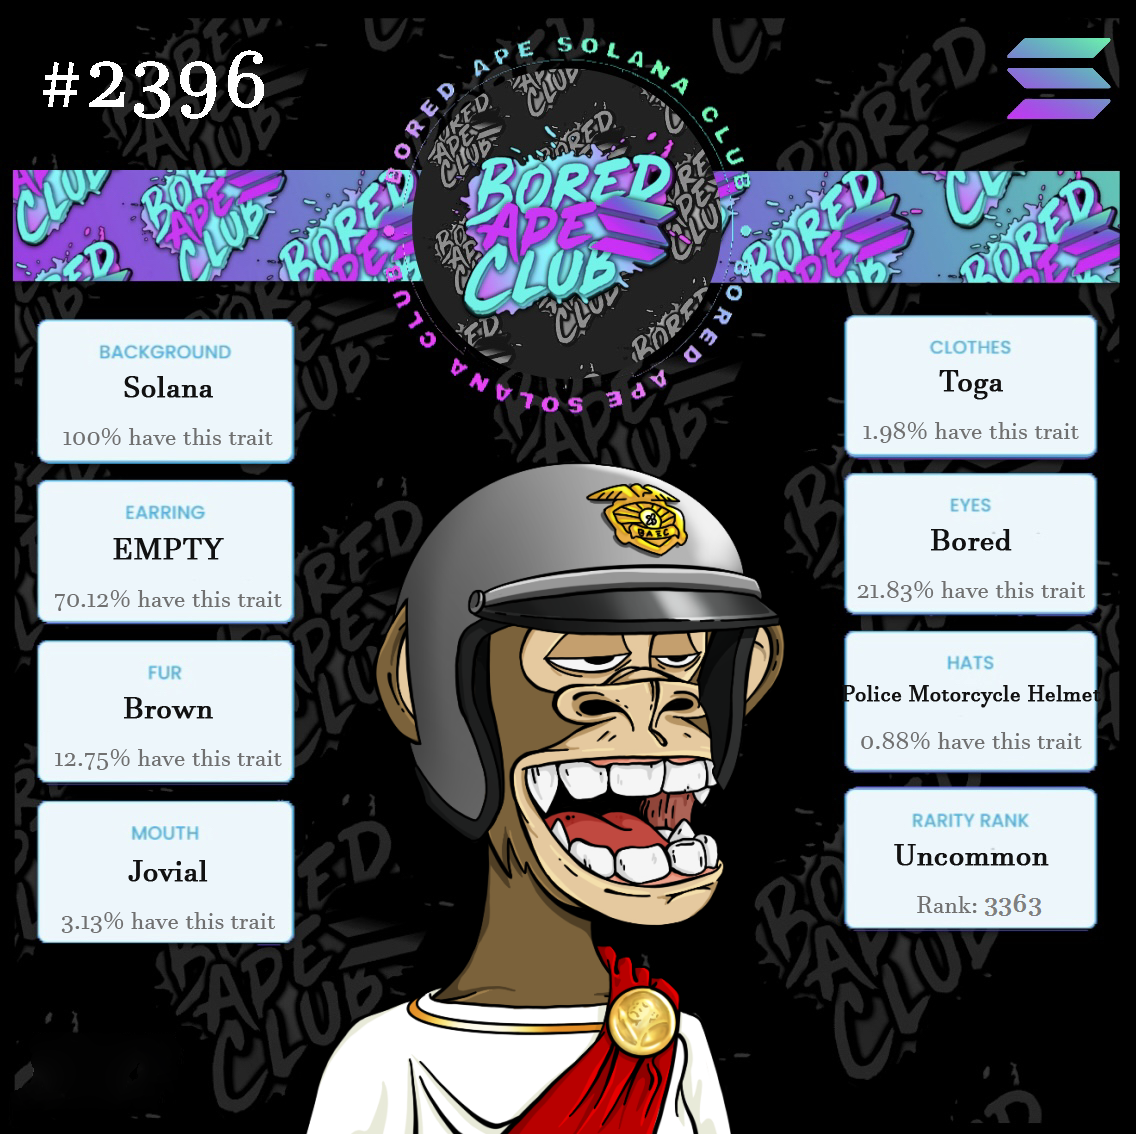 #2396
BORED APE SOLANA CLUB
BORED APE SOLANA CLUB
BORED
APE
CLUB
BACKGROUND
Solana
100% have this trait
EARRING
EMPTY
70.12% have this trait
FUR
Brown
12.75% have this trait
MOUTH
Jovial
3.13% have this trait
CLOTHES
Toga
1.98% have this trait
EYES
Bored
21.83% have this trait
HATS
Police Motorcycle Helmet
0.88% have this trait
RARITY RANK
Uncommon
Rank: 3363
BAYC